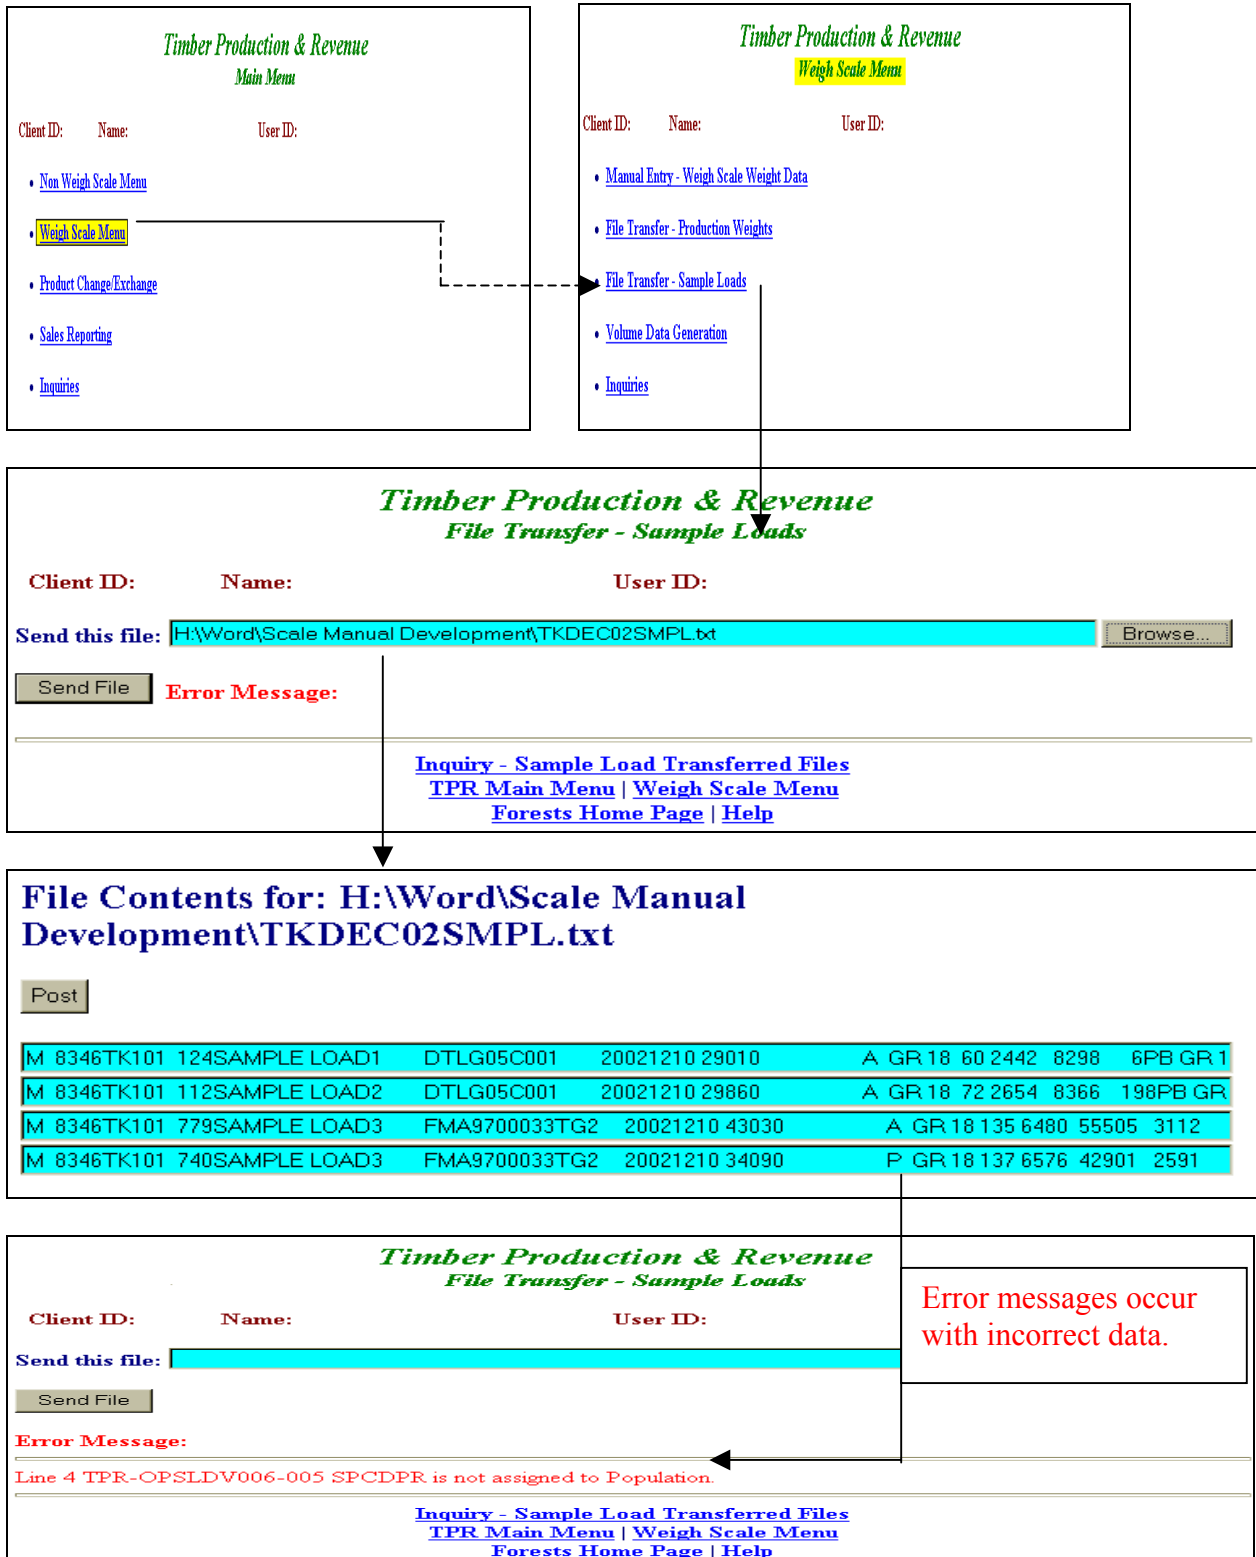 Timber Production & Revenue
Main Menu
Client ID: Name: User ID:
• Non Weigh Scale Menu
• Weigh Scale Menu
• Product Change/Exchange
• Sales Reporting
• Inquiries
Timber Production & Revenue
Weigh Scale Menu
Client ID: Name: User ID:
• Manual Entry - Weigh Scale Weight Data
• File Transfer - Production Weights
• File Transfer - Sample Loads
• Volume Data Generation
• Inquiries
Timber Production & Revenue
File Transfer - Sample Loads
Client ID: Name: User ID:
Send this file: H:\Word\Scale Manual Development\TKDEC02SMPL.txt Browse...
Send File Error Message:
Inquiry - Sample Load Transferred Files
TPR Main Menu | Weigh Scale Menu
Forests Home Page | Help
File Contents for: H:\Word\Scale Manual
Development\TKDEC02SMPL.txt
Post
M 8346TK101 124SAMPLE LOAD1 DTLG05C001 20021210 29010 A GR 18 60 2442 8298 6PB GR 1
M 8346TK101 112SAMPLE LOAD2 DTLG05C001 20021210 29860 A GR 18 72 2654 8366 198PB GR
M 8346TK101 779SAMPLE LOAD3 FMA9700033TG2 20021210 43030 A GR 18 135 6480 55505 3112
M 8346TK101 740SAMPLE LOAD3 FMA9700033TG2 20021210 34090 P GR 18 137 6576 42901 2591
Timber Production & Revenue
File Transfer - Sample Loads
Client ID: Name: User ID:
Send this file:
Send File
Error messages occur
with incorrect data.
Error Message:
Line 4 TPR-OPSLDV006-005 SPCDPR is not assigned to Population.
Inquiry - Sample Load Transferred Files
TPR Main Menu | Weigh Scale Menu
Forests Home Page | Help